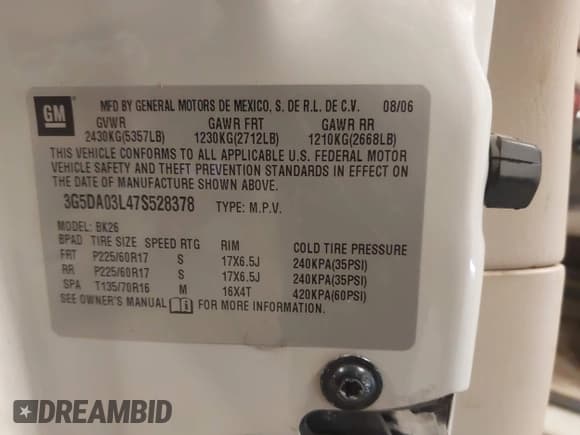 GM
MFD BY GENERAL MOTORS DE MEXICO, S. DE R.L. DE C.V. 08/06
GVWR GAWR FRT GAWR RR
2430KG(5357LB) 1230KG(2712LB) 1210KG(2668LB)
THIS VEHICLE CONFORMS TO ALL APPLICABLE U.S. FEDERAL MOTOR
VEHICLE SAFETY AND THEFT PREVENTION STANDARDS IN EFFECT ON
THE DATE OF MANUFACTURE SHOWN ABOVE.
3G5DA03L47S528378 TYPE: M.P.V.
MODEL: BK26
BPAD TIRE SIZE SPEED RTG RIM COLD TIRE PRESSURE
FRT P225/60R17 S 17X6.5J 240KPA(35PSI)
RR P225/60R17 S 17X6.5J 240KPA(35PSI)
SPA T135/70R16 M 16X4T 420KPA(60PSI)
SEE OWNER'S MANUAL FOR MORE INFORMATION.
DREAMBID